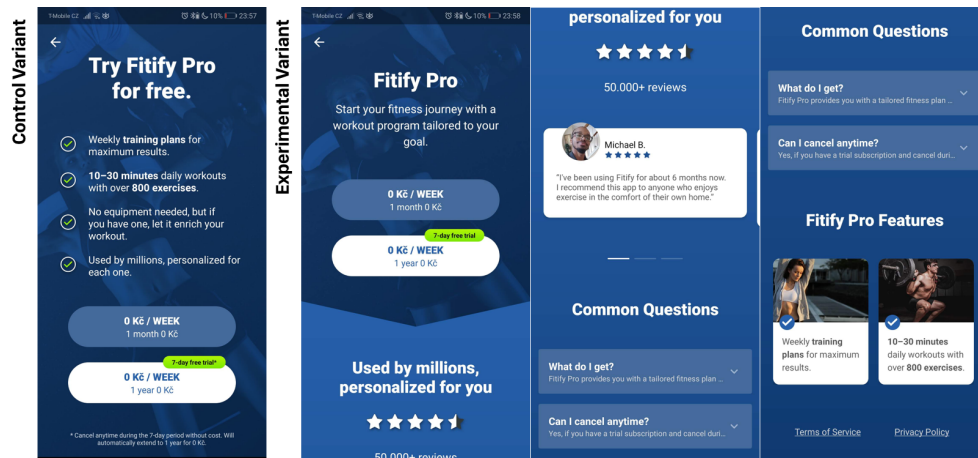 Control Variant
T-Mobile CZ
10% 23:57
Try Fitify Pro
for free.
Weekly training plans for
maximum results.
10–30 minutes daily workouts
with over 800 exercises.
No equipment needed, but if
you have one, let it enrich your
workout.
Used by millions, personalized for
each one.
0 Kč / WEEK
1 month 0 Kč
7-day free trial*
0 Kč / WEEK
1 year 0 Kč
* Cancel anytime during the 7-day period without cost. Will
automatically extend to 1 year for 0 Kč.
Experimental Variant
T-Mobile CZ
10% 23:58
Fitify Pro
Start your fitness journey with a
workout program tailored to your
goal.
0 Kč / WEEK
1 month 0 Kč
7-day free trial
0 Kč / WEEK
1 year 0 Kč
Used by millions,
personalized for you
50.000+ reviews
personalized for you
50.000+ reviews
Michael B.
"I've been using Fitify for about 6 months now.
I recommend this app to anyone who enjoys
exercise in the comfort of their own home."
Common Questions
What do I get?
Fitify Pro provides you with a tailored fitness plan ...
Can I cancel anytime?
Yes, if you have a trial subscription and cancel duri...
Common Questions
What do I get?
Fitify Pro provides you with a tailored fitness plan ...
Can I cancel anytime?
Yes, if you have a trial subscription and cancel duri...
Fitify Pro Features
Weekly training
plans for maximum
results.
10–30 minutes
daily workouts with
over 800 exercises.
Terms of Service
Privacy Policy